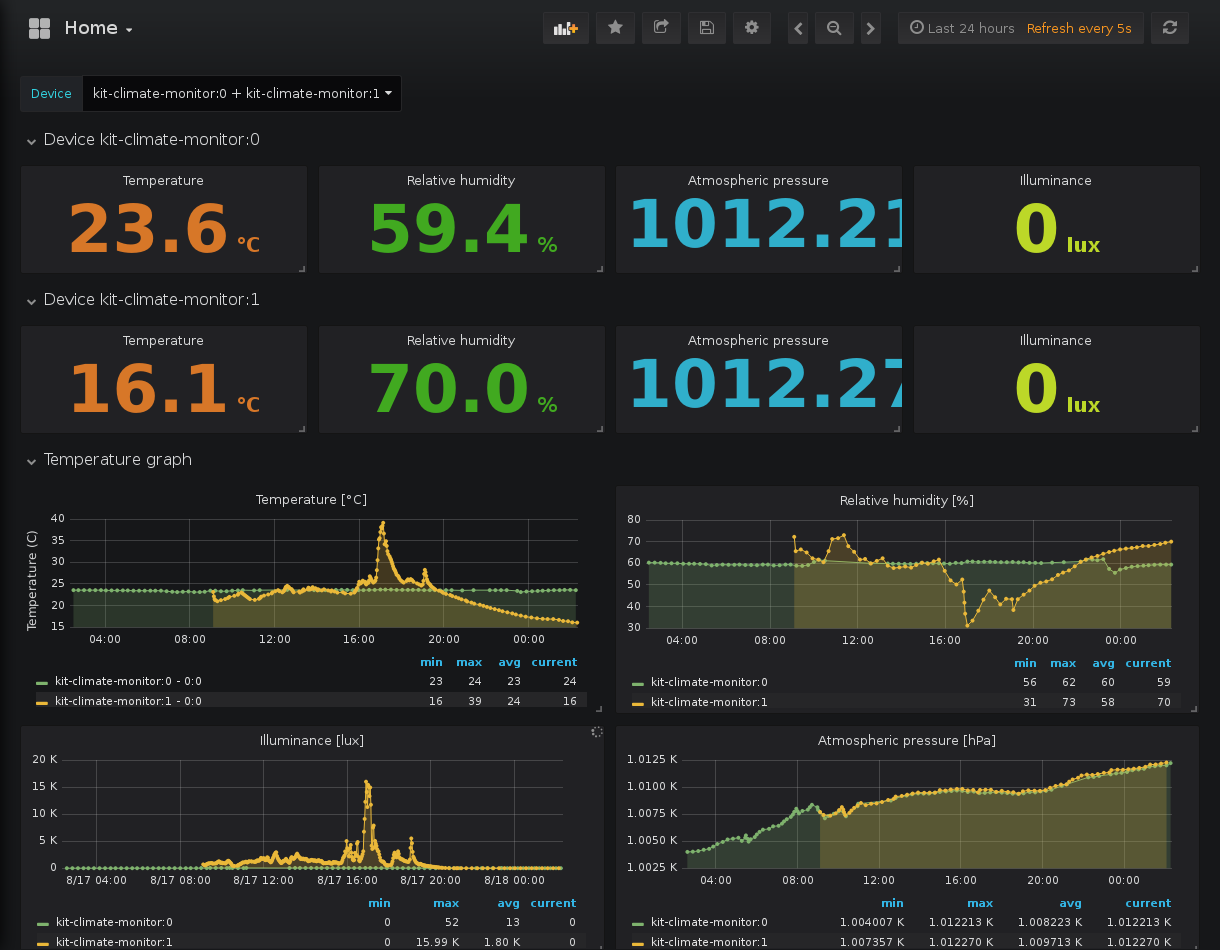 Home
Last 24 hours Refresh every 5s
Device kit-climate-monitor:0 + kit-climate-monitor:1
Device kit-climate-monitor:0
Temperature Relative humidity Atmospheric pressure Illuminance
23.6 °C 59.4 % 1012.21 0 lux
Device kit-climate-monitor:1
Temperature Relative humidity Atmospheric pressure Illuminance
16.1 °C 70.0 % 1012.27 0 lux
Temperature graph
Temperature [°C]
Temperature (C)
40
35
30
25
20
15
04:00 08:00 12:00 16:00 20:00 00:00
min max avg current
kit-climate-monitor:0 - 0:0 23 24 23 24
kit-climate-monitor:1 - 0:0 16 39 24 16
Relative humidity [%]
80
70
60
50
40
30
04:00 08:00 12:00 16:00 20:00 00:00
min max avg current
kit-climate-monitor:0 56 62 60 59
kit-climate-monitor:1 31 73 58 70
Illuminance [lux]
20 K
15 K
10 K
5 K
0
8/17 04:00 8/17 08:00 8/17 12:00 8/17 16:00 8/17 20:00 8/18 00:00
min max avg current
kit-climate-monitor:0 0 52 13 0
kit-climate-monitor:1 0 15.99 K 1.80 K 0
Atmospheric pressure [hPa]
1.0125 K
1.0100 K
1.0075 K
1.0050 K
1.0025 K
04:00 08:00 12:00 16:00 20:00 00:00
min max avg current
kit-climate-monitor:0 1.004007 K 1.012213 K 1.008223 K 1.012213 K
kit-climate-monitor:1 1.007357 K 1.012270 K 1.009713 K 1.012270 K